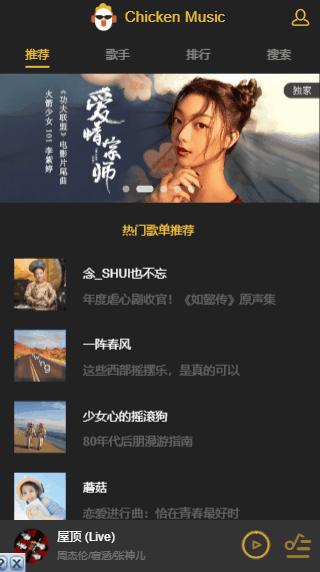 Chicken Music
推荐 歌手 排行 搜索
独家
爱情宗师
《功夫联盟》电影片尾曲
火箭少女101 李紫婷
热门歌单推荐
念_SHUI也不忘
年度虐心剧收官！《如懿传》原声集
一阵春风
这些西部摇摆乐，是真的可以
少女心的摇滚狗
80年代后朋漫游指南
蘑菇
恋爱进行曲：恰在青春最好时
屋顶 (Live)
周杰伦/宿涵/张神儿